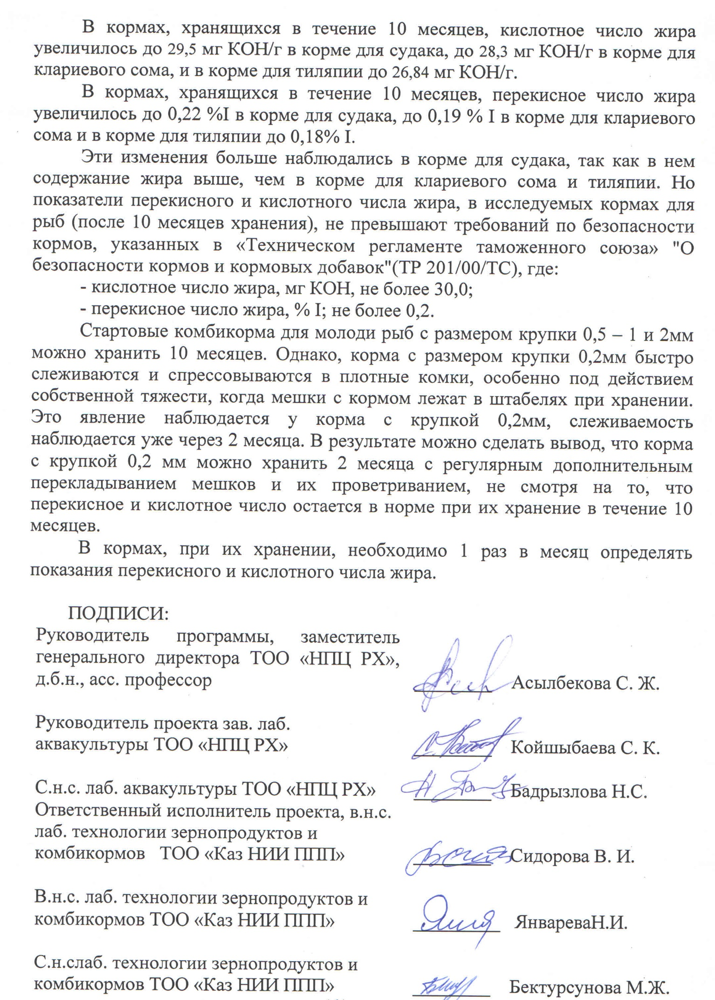 В кормах, хранящихся в течение 10 месяцев, кислотное число жира
увеличилось до 29,5 мг КОН/г в корме для судака, до 28,3 мг КОН/г в корме для
клариевого сома, и в корме для тиляпии до 26,84 мг КОН/г.
В кормах, хранящихся в течение 10 месяцев, перекисное число жира
увеличилось до 0,22 %I в корме для судака, до 0,19 % I в корме для клариевого
сома и в корме для тиляпии до 0,18% I.
Эти изменения больше наблюдались в корме для судака, так как в нем
содержание жира выше, чем в корме для клариевого сома и тиляпии. Но
показатели перекисного и кислотного числа жира, в исследуемых кормах для
рыб (после 10 месяцев хранения), не превышают требований по безопасности
кормов, указанных в «Техническом регламенте таможенного союза» "О
безопасности кормов и кормовых добавок"(ТР 201/00/ТС), где:
- кислотное число жира, мг КОН, не более 30,0;
- перекисное число жира, % I; не более 0,2.
Стартовые комбикорма для молоди рыб с размером крупки 0,5 – 1 и 2мм
можно хранить 10 месяцев. Однако, корма с размером крупки 0,2мм быстро
слеживаются и спрессовываются в плотные комки, особенно под действием
собственной тяжести, когда мешки с кормом лежат в штабелях при хранении.
Это явление наблюдается у корма с крупкой 0,2мм, слеживаемость
наблюдается уже через 2 месяца. В результате можно сделать вывод, что корма
с крупкой 0,2 мм можно хранить 2 месяца с регулярным дополнительным
перекладыванием мешков и их проветриванием, не смотря на то, что
перекисное и кислотное число остается в норме при их хранение в течение 10
месяцев.
В кормах, при их хранении, необходимо 1 раз в месяц определять
показания перекисного и кислотного числа жира.
ПОДПИСИ:
Руководитель программы, заместитель
генерального директора ТОО «НПЦ РХ»,
д.б.н., асс. профессор Асылбекова С. Ж.
Руководитель проекта зав. лаб.
аквакультуры ТОО «НПЦ РХ» Койшыбаева С. К.
С.н.с. лаб. аквакультуры ТОО «НПЦ РХ» Бадрызлова Н.С.
Ответственный исполнитель проекта, в.н.с.
лаб. технологии зернопродуктов и
комбикормов ТОО «Каз НИИ ППП» Сидорова В. И.
В.н.с. лаб. технологии зернопродуктов и
комбикормов ТОО «Каз НИИ ППП» ЯнвареваН.И.
С.н.слаб. технологии зернопродуктов и
комбикормов ТОО «Каз НИИ ППП» Бектурсунова М.Ж.